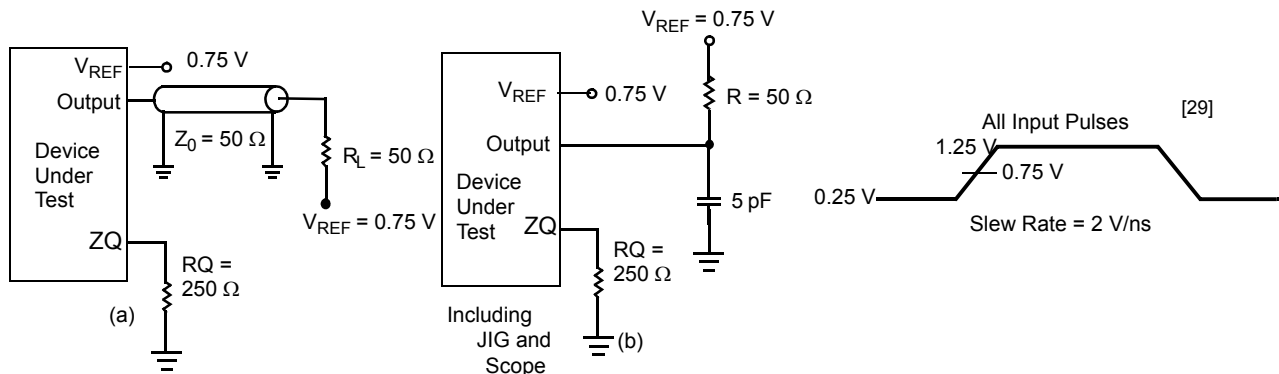 V_REF
0.75 V
Output
Z_0 = 50 Ω
Device
Under
Test
R_L = 50 Ω
V_REF = 0.75 V
ZQ
RQ =
250 Ω
(a)
V_REF = 0.75 V
V_REF
0.75 V
R = 50 Ω
Output
Device
Under
Test
5 pF
ZQ
RQ =
250 Ω
Including
JIG and
Scope
(b)
[29]
All Input Pulses
1.25 V
0.75 V
0.25 V
Slew Rate = 2 V/ns